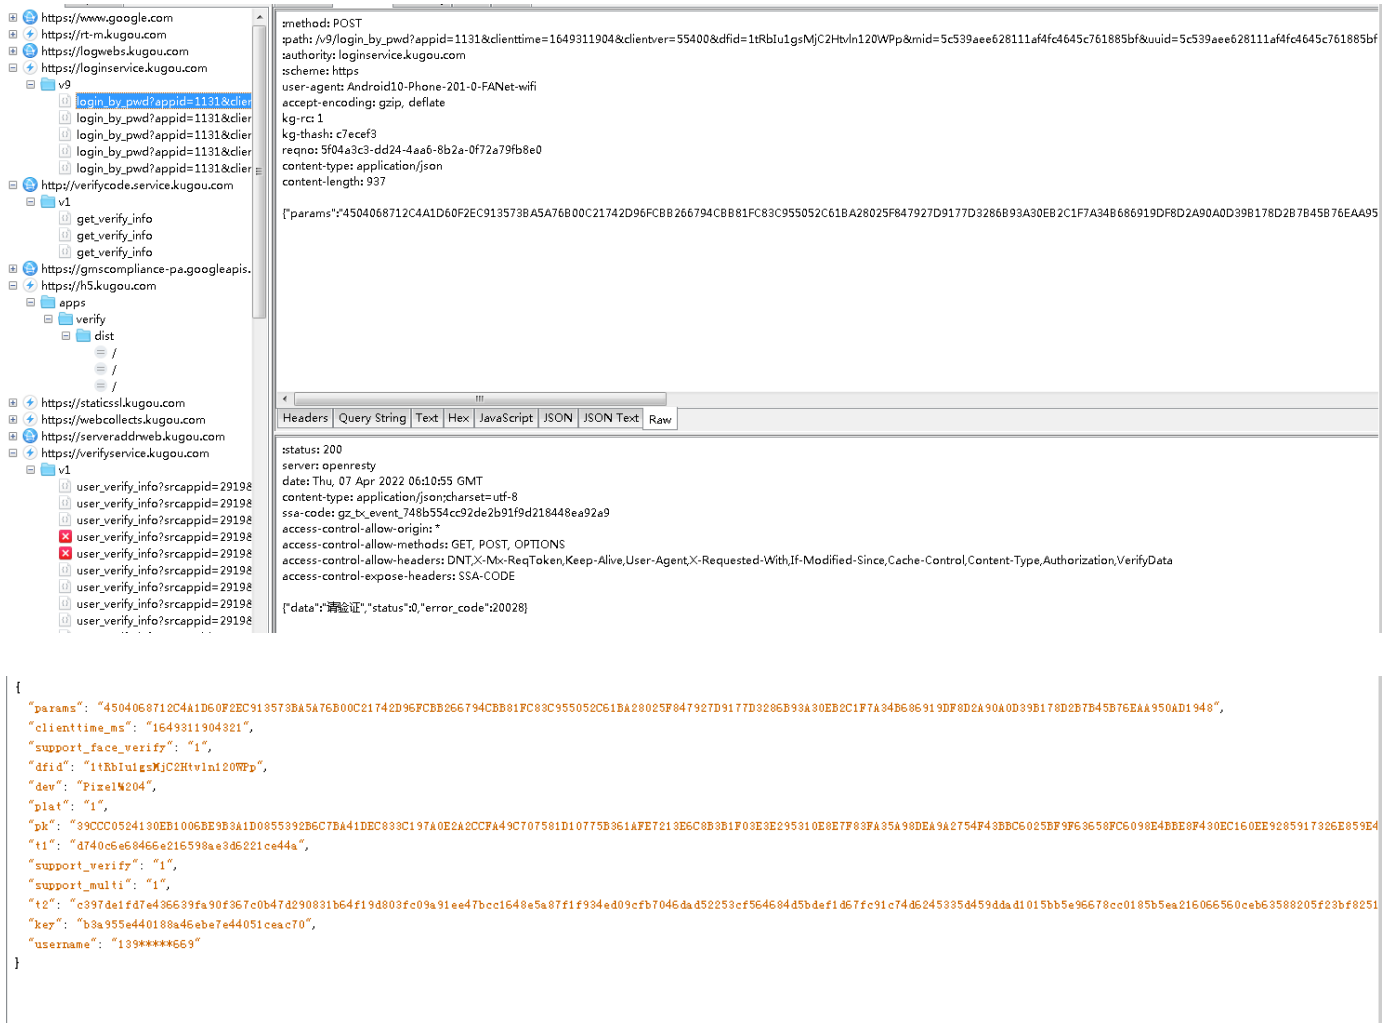 https://www.google.com
https://rt-m.kugou.com
https://logwebs.kugou.com
https://loginservice.kugou.com
v9
login_by_pwd?appid=1131&clier
login_by_pwd?appid=1131&clier
login_by_pwd?appid=1131&clier
login_by_pwd?appid=1131&clier
login_by_pwd?appid=1131&clier
http://verifycode.service.kugou.com
v1
get_verify_info
get_verify_info
get_verify_info
https://gmscompliance-pa.googleapis.
https://h5.kugou.com
apps
verify
dist
/
/
/
https://staticssl.kugou.com
https://webcollects.kugou.com
https://serveraddrweb.kugou.com
https://verifyservice.kugou.com
v1
user_verify_info?srcappid=2919&
user_verify_info?srcappid=2919&
user_verify_info?srcappid=2919&
user_verify_info?srcappid=2919&
user_verify_info?srcappid=2919&
user_verify_info?srcappid=2919&
user_verify_info?srcappid=2919&
user_verify_info?srcappid=2919&
user_verify_info?srcappid=2919&
:method: POST
:path: /v9/login_by_pwd?appid=1131&clienttime=1649311904&clientver=55400&dfid=1tRbIu1gsMjC2Htvln120WPp&mid=5c539aee628111af4fc4645c761885bf&uuid=5c539aee628111af4fc4645c761885bf
:authority: loginservice.kugou.com
:scheme: https
user-agent: Android10-Phone-201-0-FANet-wifi
accept-encoding: gzip, deflate
kg-rc: 1
kg-thash: c7ecef3
reqno: 5f04a3c3-dd24-4aa6-8b2a-0f72a79fb8e0
content-type: application/json
content-length: 937
{"params":"4504068712C4A1D60F2EC913573BA5A76B00C21742D96FCBB266794CBB81FC83C955052C61BA28025F847927D9177D3286B93A30EB2C1F7A34B686919DF8D2A90A0D39B178D2B7B45B76EAA95
Headers Query String Text Hex JavaScript JSON JSON Text Raw
:status: 200
server: openresty
date: Thu, 07 Apr 2022 06:10:55 GMT
content-type: application/json;charset=utf-8
ssa-code: gz_tx_event_748b554cc92de2b91f9d218448ea92a9
access-control-allow-origin: *
access-control-allow-methods: GET, POST, OPTIONS
access-control-allow-headers: DNT,X-Mx-ReqToken,Keep-Alive,User-Agent,X-Requested-With,If-Modified-Since,Cache-Control,Content-Type,Authorization,VerifyData
access-control-expose-headers: SSA-CODE
{"data":"请验证","status":0,"error_code":20028}
{
"params": "4504068712C4A1D60F2EC913573BA5A76B00C21742D96FCBB266794CBB81FC83C955052C61BA28025F847927D9177D3286B93A30EB2C1F7A34B686919DF8D2A90A0D39B178D2B7B45B76EAA950AD1948",
"clienttime_ms": "1649311904321",
"support_face_verify": "1",
"dfid": "1tRbIu1gsMjC2Htvln120WPp",
"dev": "Pixel%204",
"plat": "1",
"pk": "39CCC0524130EB1006BE9B3A1D0855392B6C7BA41DEC833C197A0E2A2CCFA49C707581D10775B361AFE7213E6C8B3B1F03E3E295310E8E7F83FA35A98DEA9A2754F43BBC6025BF9F63658FC6098E4BBE8F430EC160EE9285917326E859E4
"t1": "d740c6e68466e216598ae3d6221ce44a",
"support_verify": "1",
"support_multi": "1",
"t2": "c397de1fd7e436639fa90f367c0b47d290831b64f19d803fc09a91ee47bcc1648e5a87f1f934ed09cfb7046dad52253cf564684d5bdef1d67fc91c74d6245335d459ddad1015bb5e96678cc0185b5ea216066560ceb63588205f23bf8251
"key": "b3a955e440188a46ebe7e44051ceac70",
"username": "139*****669"
}